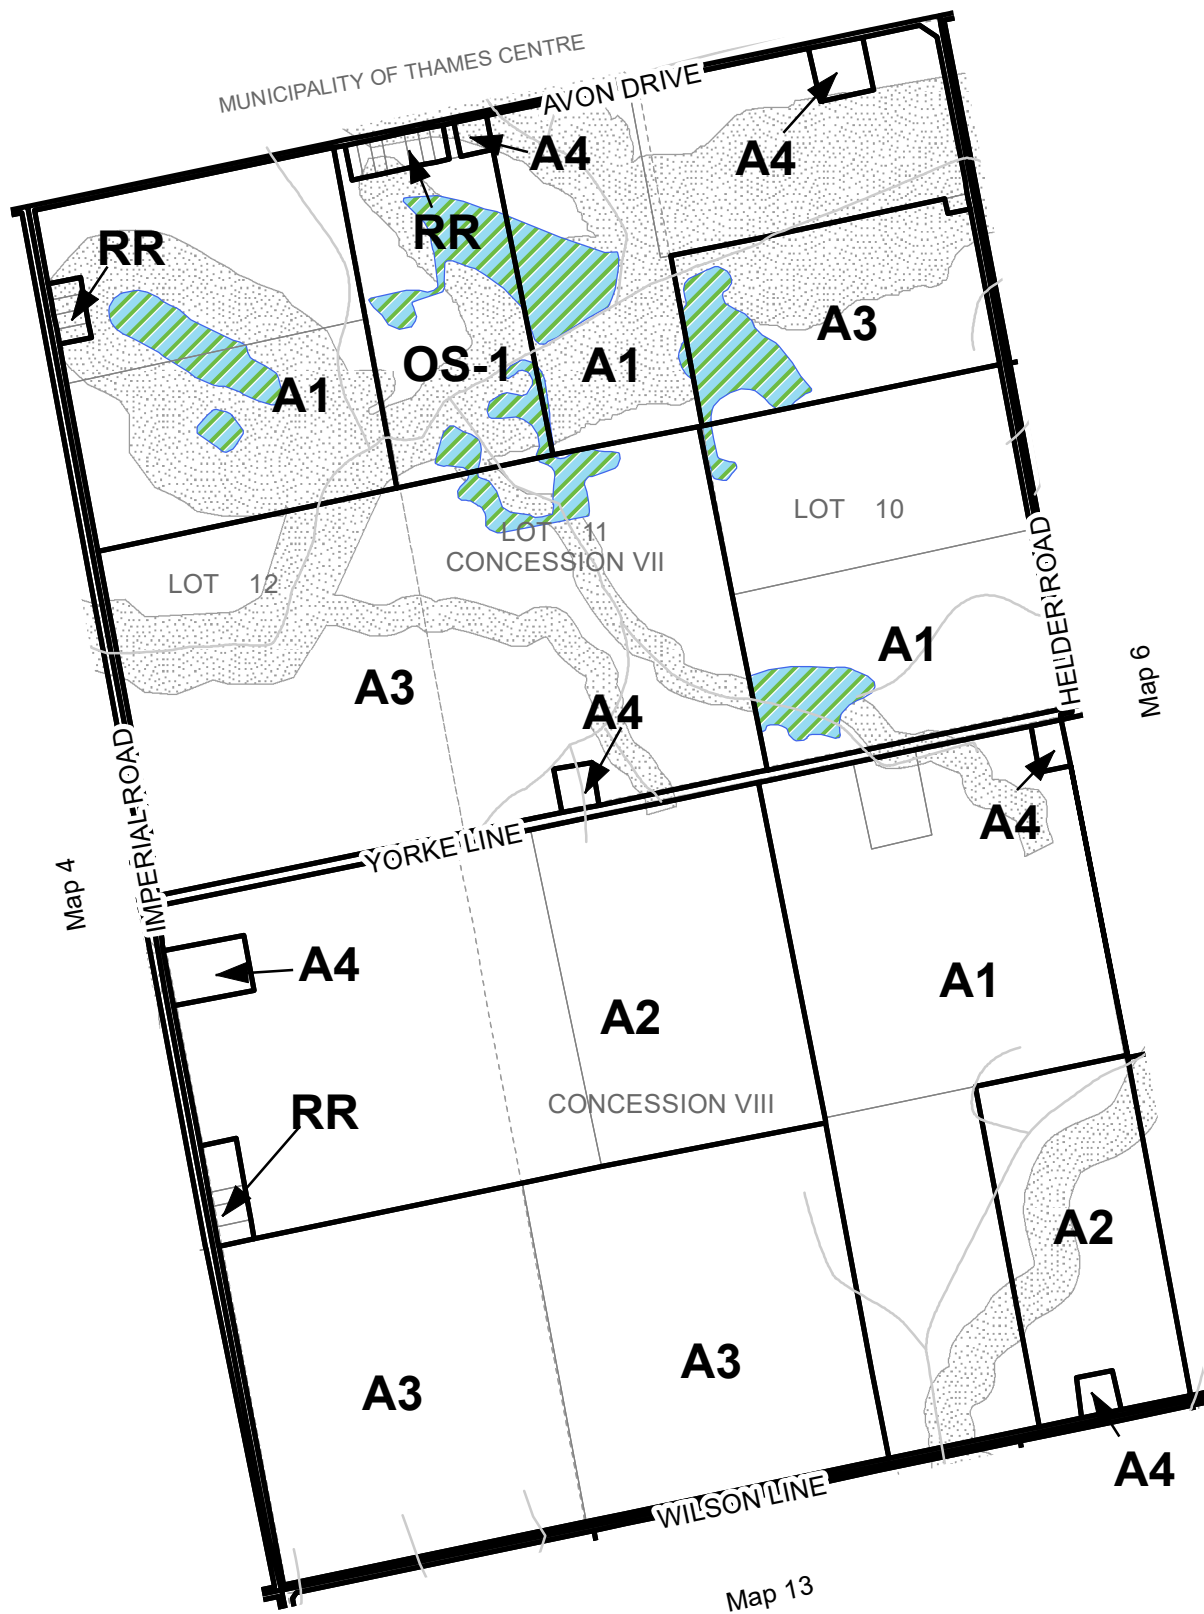 MUNICIPALITY OF THAMES CENTRE
AVON DRIVE
A4
A4
RR
RR
A3
OS-1
A1
A1
LOT 10
LOT 11
CONCESSION VII
LOT 12
HELDER ROAD
A1
Map 6
A3
A4
IMPERIAL ROAD
A4
YORKE LINE
Map 4
A4
A1
A2
CONCESSION VIII
RR
A2
A3
A3
A4
WILSON LINE
Map 13